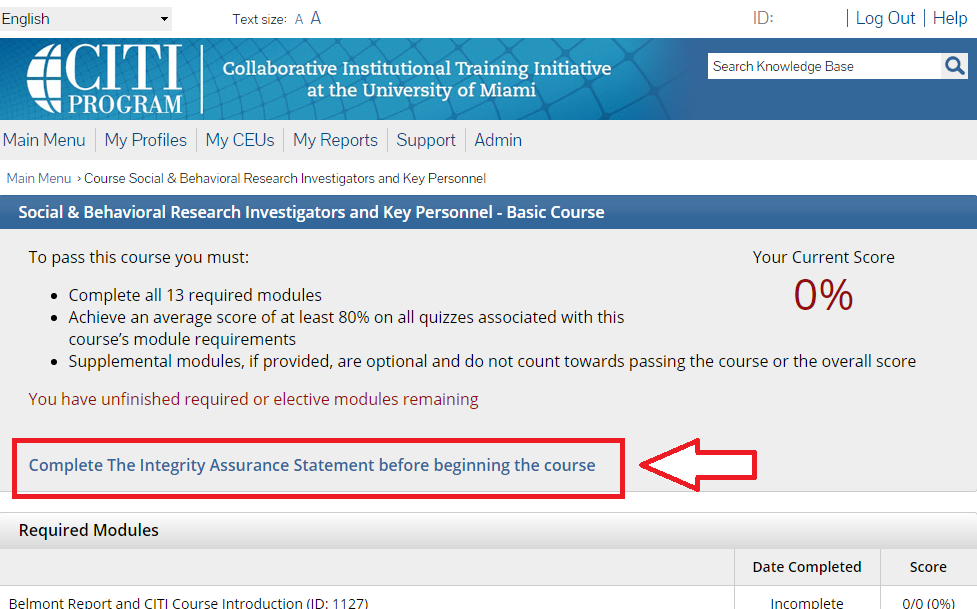 English
Text size: A A
ID: | Log Out | Help
CITI
PROGRAM
Collaborative Institutional Training Initiative
at the University of Miami
Search Knowledge Base
Main Menu | My Profiles | My CEUs | My Reports | Support | Admin
Main Menu › Course Social & Behavioral Research Investigators and Key Personnel
Social & Behavioral Research Investigators and Key Personnel - Basic Course
To pass this course you must:
Your Current Score
0%
• Complete all 13 required modules
• Achieve an average score of at least 80% on all quizzes associated with this
course’s module requirements
• Supplemental modules, if provided, are optional and do not count towards passing the course or the overall score
You have unfinished required or elective modules remaining
Complete The Integrity Assurance Statement before beginning the course
Required Modules
Date Completed Score
Belmont Report and CITI Course Introduction (ID: 1127) Incomplete 0/0 (0%)